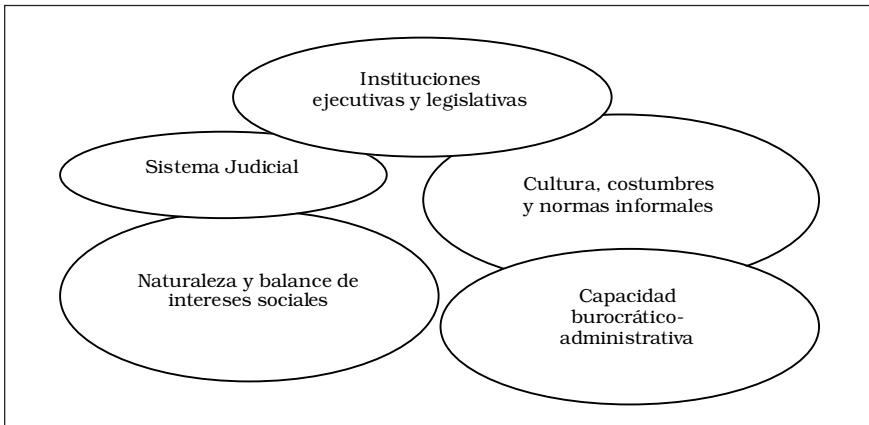 Instituciones
ejecutivas y legislativas
Sistema Judicial
Cultura, costumbres
y normas informales
Naturaleza y balance de
intereses sociales
Capacidad
burocrático-
administrativa